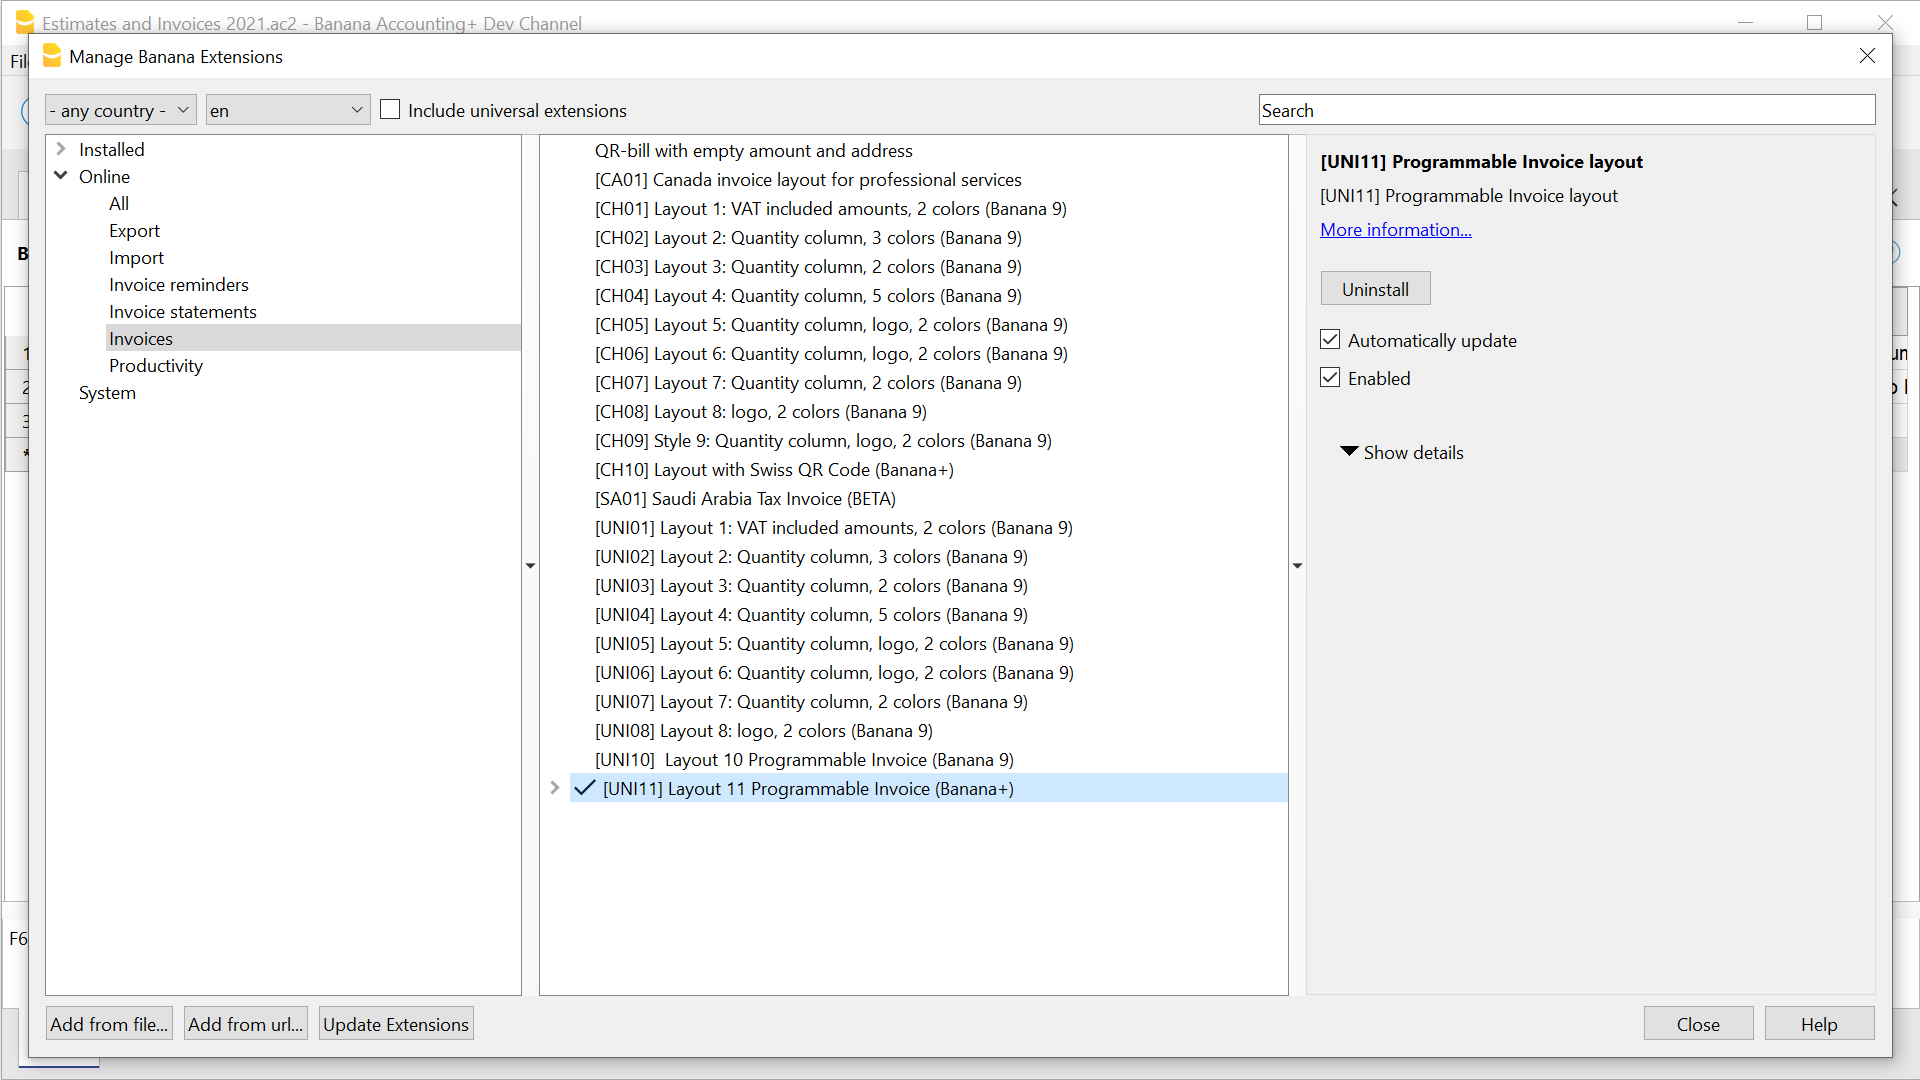 Estimates and Invoices 2021.ac2 - Banana Accounting+ Dev Channel
Manage Banana Extensions
- any country -
en
Include universal extensions
Search
Installed
Online
All
Export
Import
Invoice reminders
Invoice statements
Invoices
Productivity
System
QR-bill with empty amount and address
[CA01] Canada invoice layout for professional services
[CH01] Layout 1: VAT included amounts, 2 colors (Banana 9)
[CH02] Layout 2: Quantity column, 3 colors (Banana 9)
[CH03] Layout 3: Quantity column, 2 colors (Banana 9)
[CH04] Layout 4: Quantity column, 5 colors (Banana 9)
[CH05] Layout 5: Quantity column, logo, 2 colors (Banana 9)
[CH06] Layout 6: Quantity column, logo, 2 colors (Banana 9)
[CH07] Layout 7: Quantity column, 2 colors (Banana 9)
[CH08] Layout 8: logo, 2 colors (Banana 9)
[CH09] Style 9: Quantity column, logo, 2 colors (Banana 9)
[CH10] Layout with Swiss QR Code (Banana+)
[SA01] Saudi Arabia Tax Invoice (BETA)
[UNI01] Layout 1: VAT included amounts, 2 colors (Banana 9)
[UNI02] Layout 2: Quantity column, 3 colors (Banana 9)
[UNI03] Layout 3: Quantity column, 2 colors (Banana 9)
[UNI04] Layout 4: Quantity column, 5 colors (Banana 9)
[UNI05] Layout 5: Quantity column, logo, 2 colors (Banana 9)
[UNI06] Layout 6: Quantity column, logo, 2 colors (Banana 9)
[UNI07] Layout 7: Quantity column, 2 colors (Banana 9)
[UNI08] Layout 8: logo, 2 colors (Banana 9)
[UNI10]  Layout 10 Programmable Invoice (Banana 9)
[UNI11] Layout 11 Programmable Invoice (Banana+)
[UNI11] Programmable Invoice layout
[UNI11] Programmable Invoice layout
More information...
Uninstall
Automatically update
Enabled
Show details
1
2
3
*
F6
Add from file...
Add from url...
Update Extensions
Close
Help